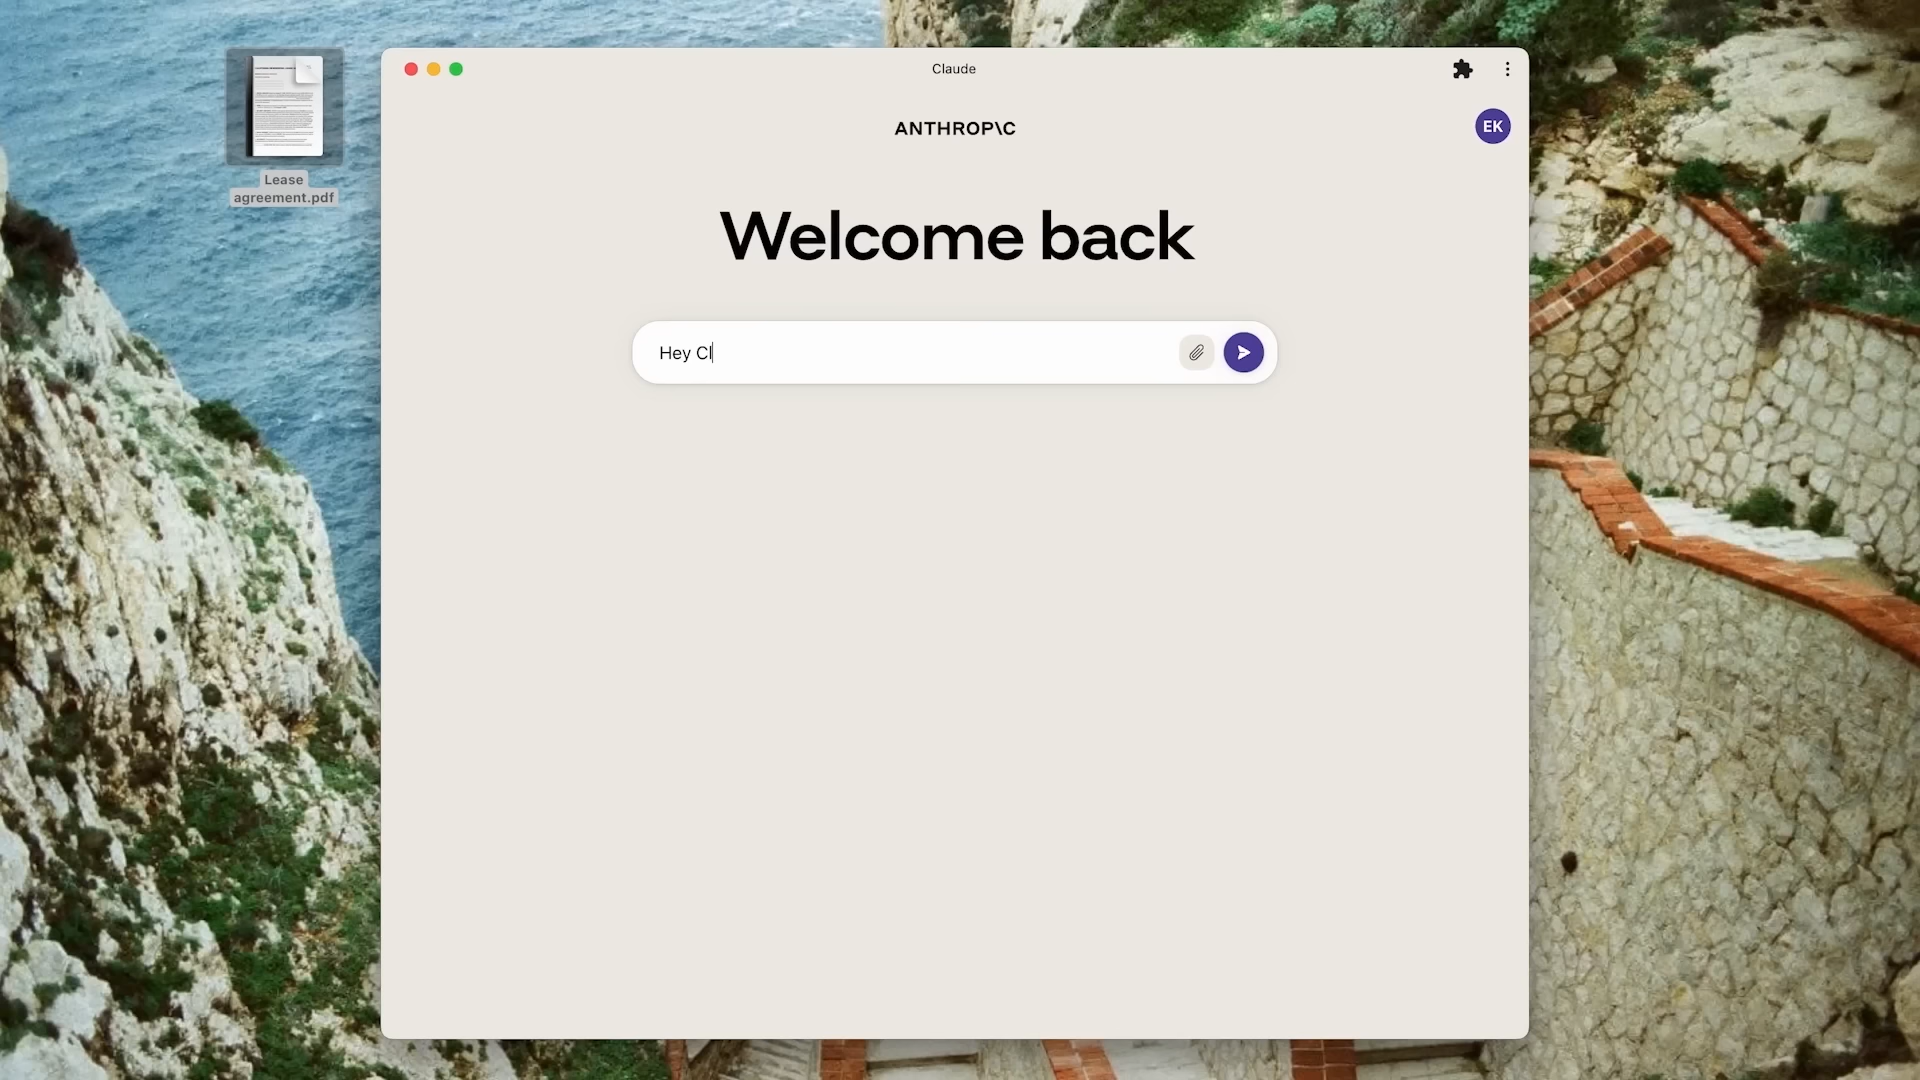 Claude
ANTHROP\C
EK
Lease
agreement.pdf
Welcome back
Hey Cl